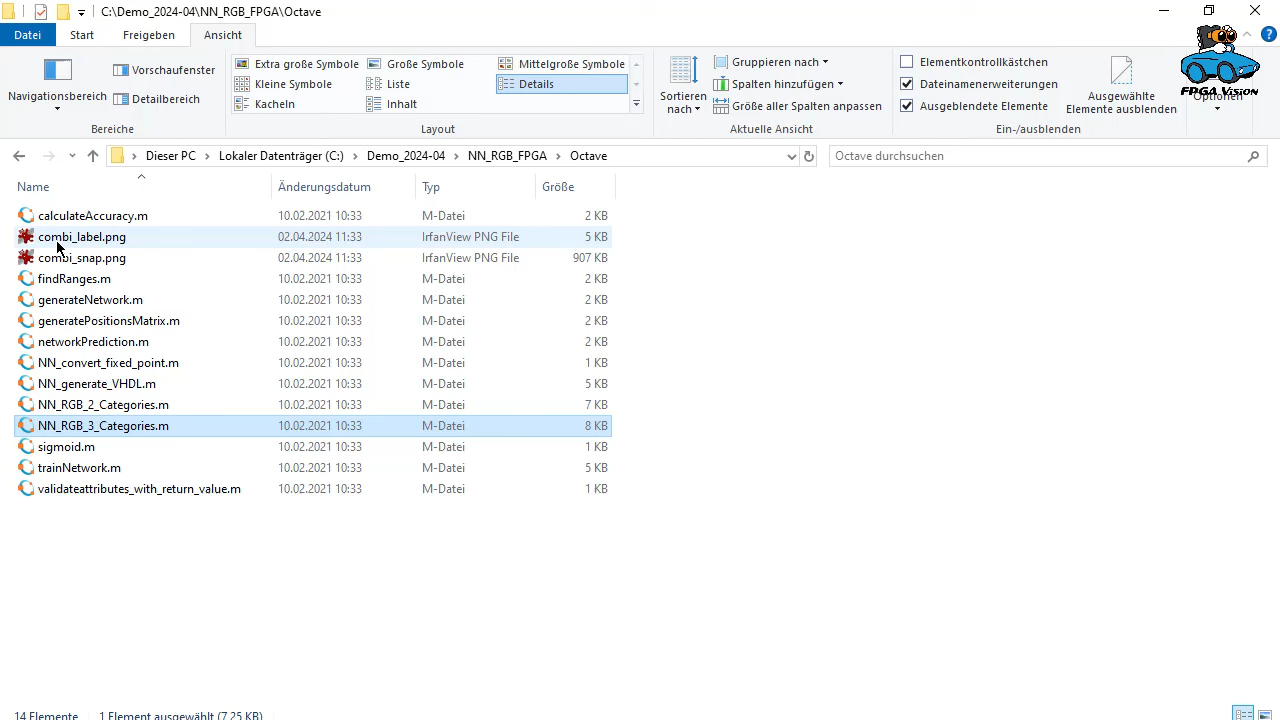 C:\Demo_2024-04\NN_RGB_FPGA\Octave
Datei Start Freigeben Ansicht
Navigationsbereich
Vorschaufenster
Detailbereich
Bereiche
Extra große Symbole Große Symbole Mittelgroße Symbole
Kleine Symbole Liste Details
Kacheln Inhalt
Layout
Sortieren nach
Gruppieren nach
Spalten hinzufügen
Größe aller Spalten anpassen
Aktuelle Ansicht
Elementkontrollkästchen
Dateinamenerweiterungen
Ausgeblendete Elemente
Ausgewählte
Elemente ausblenden
Ein-/ausblenden
Optionen
FPGA Vision
Dieser PC Lokaler Datenträger (C:) Demo_2024-04 NN_RGB_FPGA Octave
Octave durchsuchen
Name Änderungsdatum Typ Größe
calculateAccuracy.m 10.02.2021 10:33 M-Datei 2 KB
combi_label.png 02.04.2024 11:33 IrfanView PNG File 5 KB
combi_snap.png 02.04.2024 11:33 IrfanView PNG File 907 KB
findRanges.m 10.02.2021 10:33 M-Datei 2 KB
generateNetwork.m 10.02.2021 10:33 M-Datei 2 KB
generatePositionsMatrix.m 10.02.2021 10:33 M-Datei 2 KB
networkPrediction.m 10.02.2021 10:33 M-Datei 2 KB
NN_convert_fixed_point.m 10.02.2021 10:33 M-Datei 1 KB
NN_generate_VHDL.m 10.02.2021 10:33 M-Datei 5 KB
NN_RGB_2_Categories.m 10.02.2021 10:33 M-Datei 7 KB
NN_RGB_3_Categories.m 10.02.2021 10:33 M-Datei 8 KB
sigmoid.m 10.02.2021 10:33 M-Datei 1 KB
trainNetwork.m 10.02.2021 10:33 M-Datei 5 KB
validateattributes_with_return_value.m 10.02.2021 10:33 M-Datei 1 KB
14 Elemente 1 Element ausgewählt (7,25 KB)